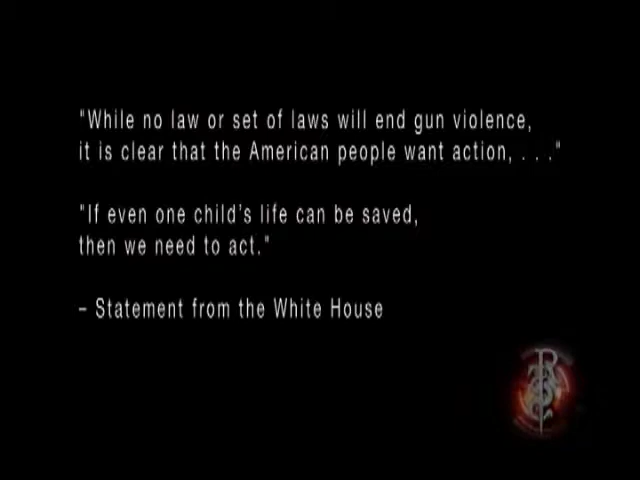 "While no law or set of laws will end gun violence,
it is clear that the American people want action, . . ."
"If even one child's life can be saved,
then we need to act."
– Statement from the White House